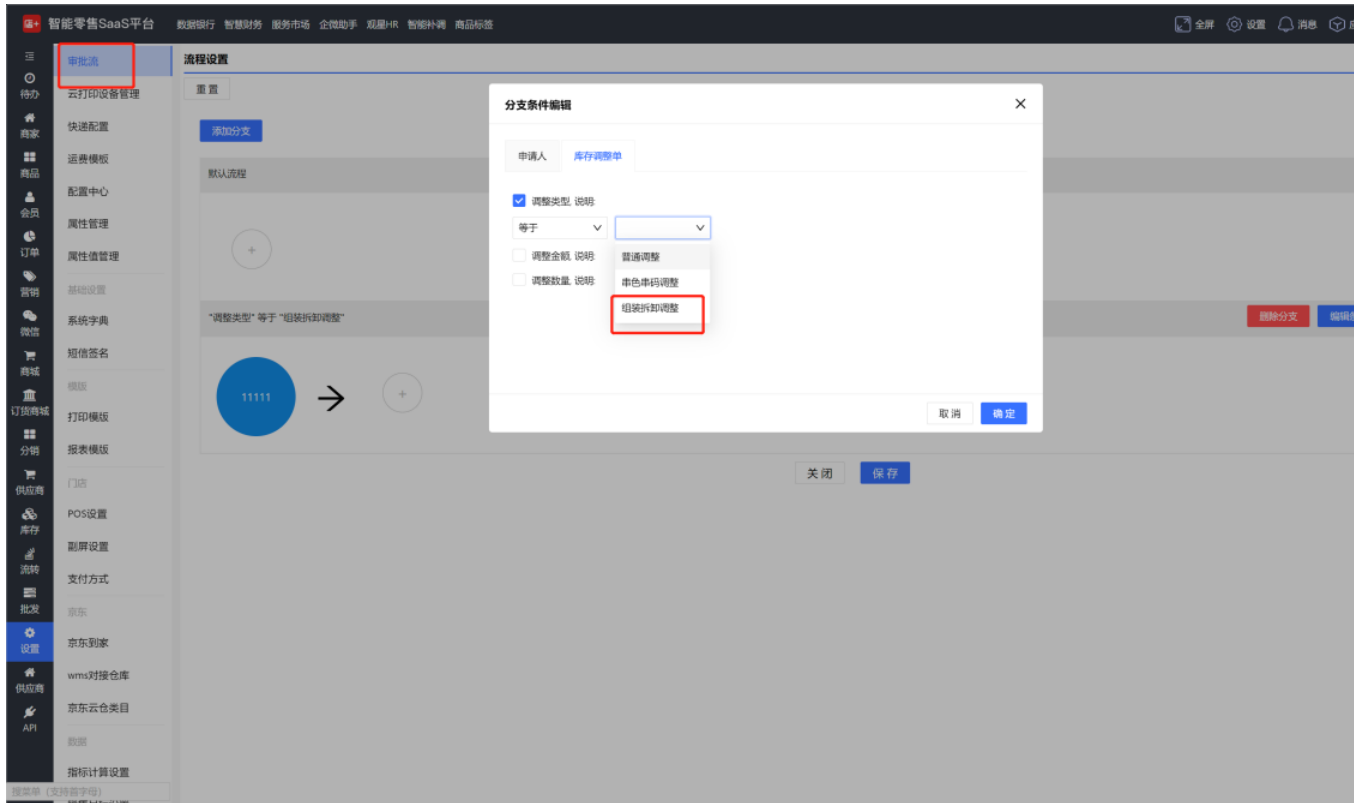 智能零售SaaS平台 数据银行 智慧财务 服务市场 企微助手 观星HR 智能补调 商品标签 全屏 设置 消息
待办
商家
商品
会员
订单
营销
微信
商城
订货商城
分销
供应商
库存
流转
批发
设置
供应商
API
审批流
云打印设备管理
快递配置
运费模板
配置中心
属性管理
属性值管理
基础设置
系统字典
短信签名
模版
打印模版
报表模版
门店
POS设置
副屏设置
支付方式
京东
京东到家
wms对接仓库
京东云仓类目
数据
指标计算设置
搜菜单 (支持首字母)
流程设置
重置
添加分支
默认流程
"调整类型" 等于 "组装拆卸调整"
删除分支
11111
关闭 保存
分支条件编辑
申请人 库存调整单
调整类型, 说明:
等于
调整金额, 说明:
调整数量, 说明:
普通调整
串色串码调整
组装拆卸调整
取消 确定